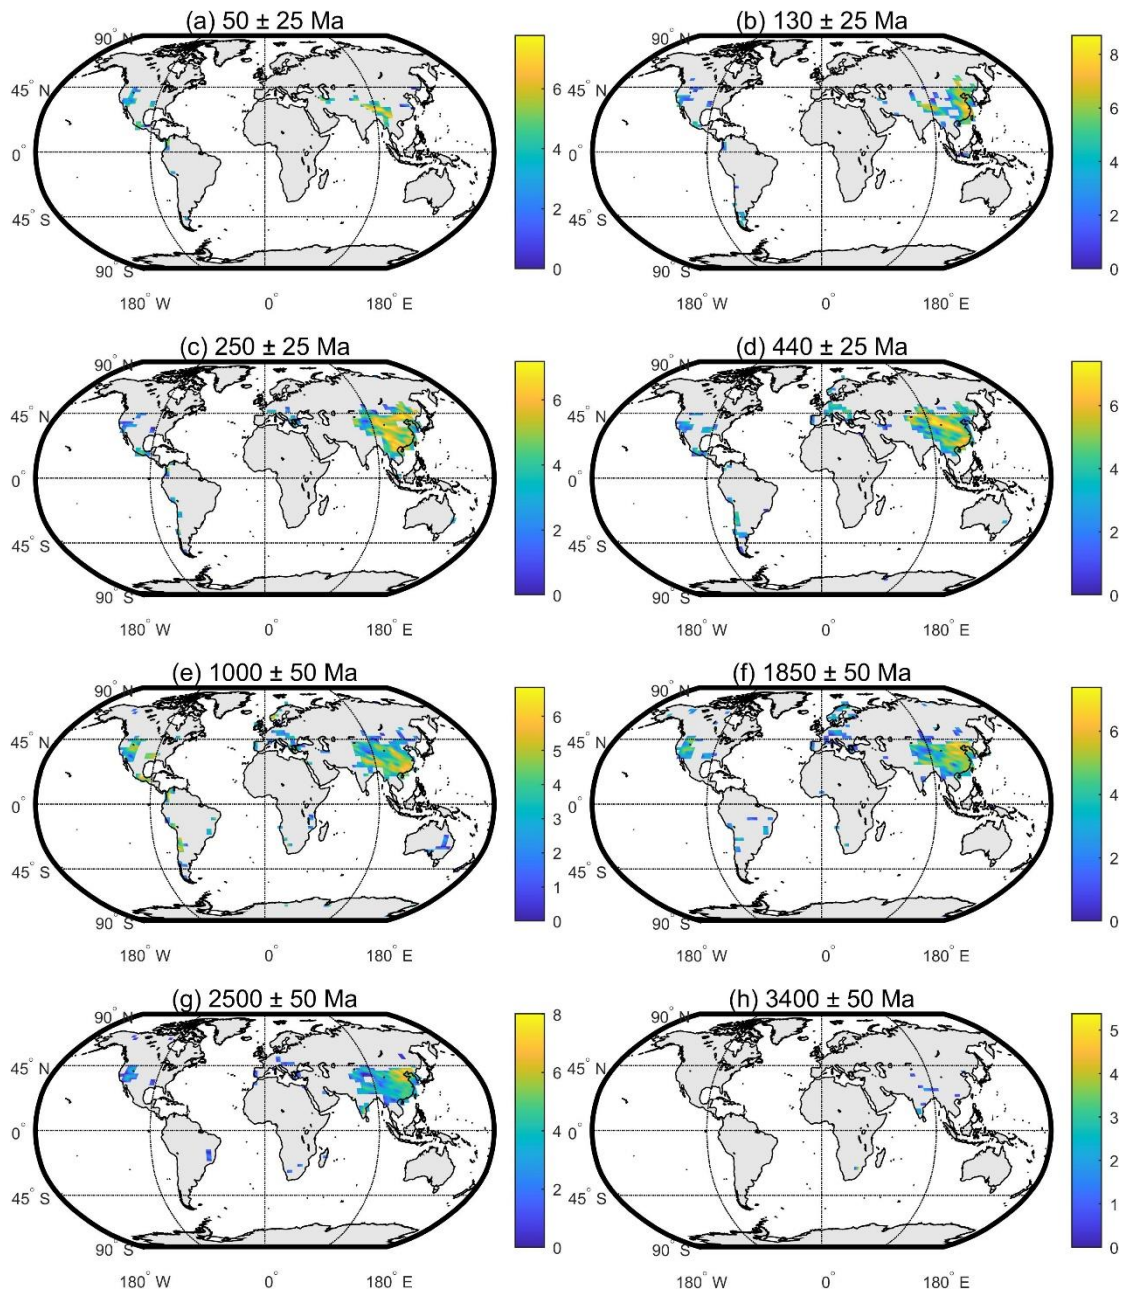 (a) 50 ± 25 Ma
90° N
45° N
0°
45° S
90° S
180° W 0° 180° E
6
4
2
0
(b) 130 ± 25 Ma
90° N
45° N
0°
45° S
90° S
180° W 0° 180° E
8
6
4
2
0
(c) 250 ± 25 Ma
90° N
45° N
0°
45° S
90° S
180° W 0° 180° E
6
4
2
0
(d) 440 ± 25 Ma
90° N
45° N
0°
45° S
90° S
180° W 0° 180° E
6
4
2
0
(e) 1000 ± 50 Ma
90° N
45° N
0°
45° S
90° S
180° W 0° 180° E
6
5
4
3
2
1
0
(f) 1850 ± 50 Ma
90° N
45° N
0°
45° S
90° S
180° W 0° 180° E
6
4
2
0
(g) 2500 ± 50 Ma
90° N
45° N
0°
45° S
90° S
180° W 0° 180° E
8
6
4
2
0
(h) 3400 ± 50 Ma
90° N
45° N
0°
45° S
90° S
180° W 0° 180° E
5
4
3
2
1
0